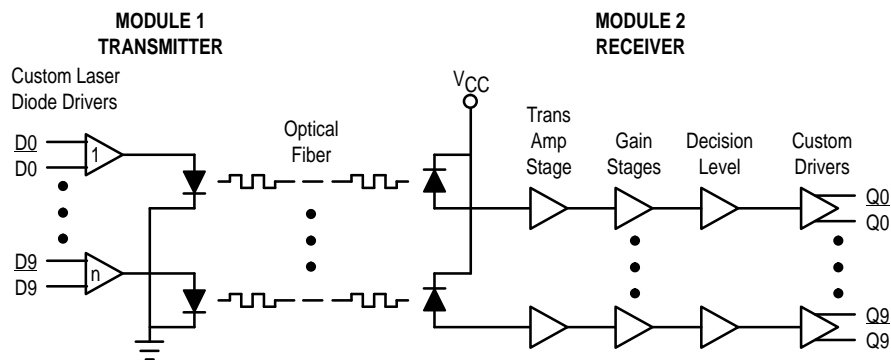 MODULE 1
TRANSMITTER
MODULE 2
RECEIVER
Custom Laser
Diode Drivers
Optical
Fiber
VCC
Trans
Amp
Stage
Gain
Stages
Decision
Level
Custom
Drivers
D0
D0
1
D9
D9
n
Q0
Q0
Q9
Q9